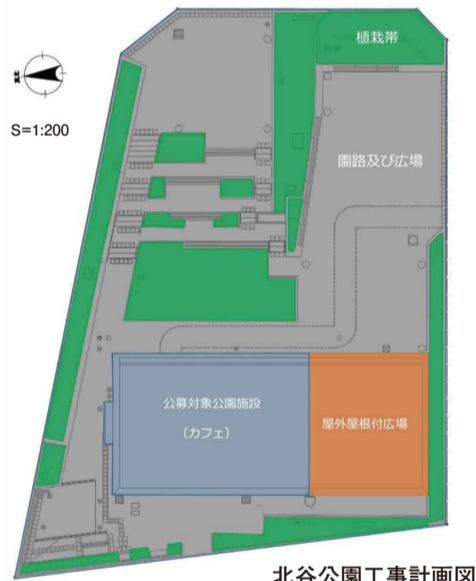 植栽帯
S=1:200
園路及び広場
公募対象公園施設
(カフェ)
屋外屋根付広場
北谷公園工事計画図